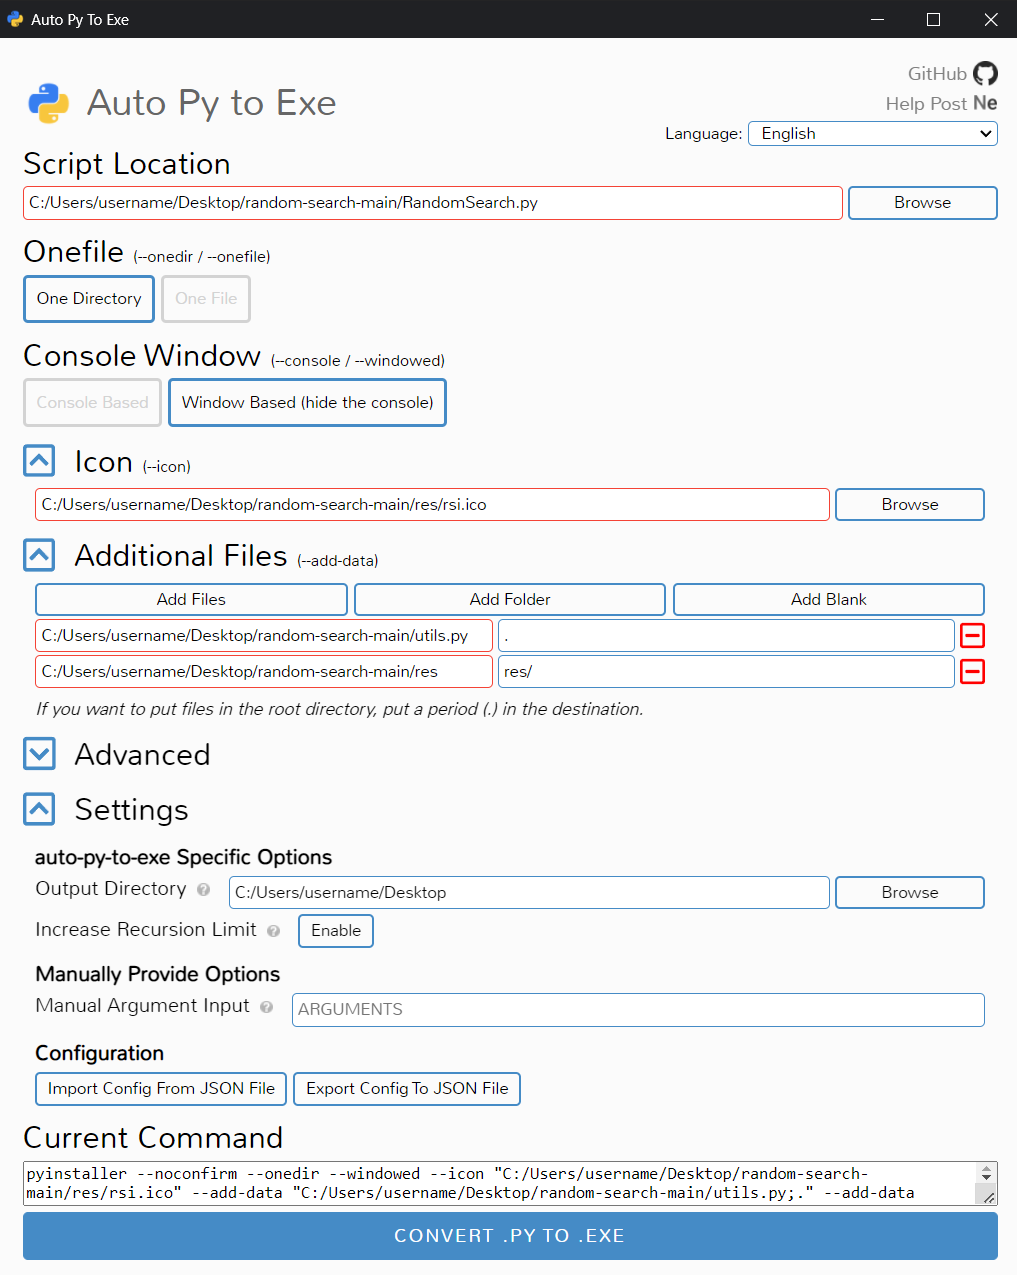 Auto Py To Exe
GitHub
Help Post Ne
Auto Py to Exe
Language: English
Script Location
C:/Users/username/Desktop/random-search-main/RandomSearch.py Browse
Onefile (--onedir / --onefile)
One Directory One File
Console Window (--console / --windowed)
Console Based Window Based (hide the console)
Icon (--icon)
C:/Users/username/Desktop/random-search-main/res/rsi.ico Browse
Additional Files (--add-data)
Add Files Add Folder Add Blank
C:/Users/username/Desktop/random-search-main/utils.py .
C:/Users/username/Desktop/random-search-main/res res/
If you want to put files in the root directory, put a period (.) in the destination.
Advanced
Settings
auto-py-to-exe Specific Options
Output Directory ? C:/Users/username/Desktop Browse
Increase Recursion Limit ? Enable
Manually Provide Options
Manual Argument Input ? ARGUMENTS
Configuration
Import Config From JSON File Export Config To JSON File
Current Command
pyinstaller --noconfirm --onedir --windowed --icon "C:/Users/username/Desktop/random-search-
main/res/rsi.ico" --add-data "C:/Users/username/Desktop/random-search-main/utils.py;." --add-data
CONVERT .PY TO .EXE